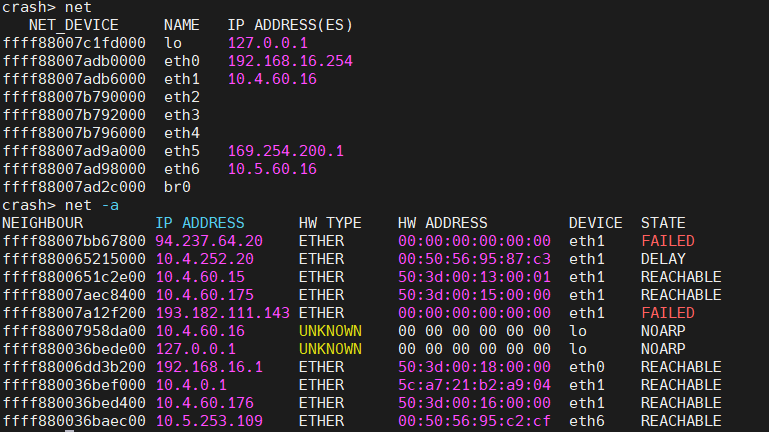 crash> net
NET_DEVICE NAME IP ADDRESS(ES)
ffff88007c1fd000 lo 127.0.0.1
ffff88007adb0000 eth0 192.168.16.254
ffff88007adb6000 eth1 10.4.60.16
ffff88007b790000 eth2
ffff88007b792000 eth3
ffff88007b796000 eth4
ffff88007ad9a000 eth5 169.254.200.1
ffff88007ad98000 eth6 10.5.60.16
ffff88007ad2c000 br0
crash> net -a
NEIGHBOUR IP ADDRESS HW TYPE HW ADDRESS DEVICE STATE
ffff88007bb67800 94.237.64.20 ETHER 00:00:00:00:00:00 eth1 FAILED
ffff880065215000 10.4.252.20 ETHER 00:50:56:95:87:c3 eth1 DELAY
ffff8800651c2e00 10.4.60.15 ETHER 50:3d:00:13:00:01 eth1 REACHABLE
ffff88007aec8400 10.4.60.175 ETHER 50:3d:00:15:00:00 eth1 REACHABLE
ffff88007a12f200 193.182.111.143 ETHER 00:00:00:00:00:00 eth1 FAILED
ffff88007958da00 10.4.60.16 UNKNOWN 00 00 00 00 00 00 lo NOARP
ffff880036bede00 127.0.0.1 UNKNOWN 00 00 00 00 00 00 lo NOARP
ffff88006dd3b200 192.168.16.1 ETHER 50:3d:00:18:00:00 eth0 REACHABLE
ffff880036bef000 10.4.0.1 ETHER 5c:a7:21:b2:a9:04 eth1 REACHABLE
ffff880036bed400 10.4.60.176 ETHER 50:3d:00:16:00:00 eth1 REACHABLE
ffff880036baec00 10.5.253.109 ETHER 00:50:56:95:c2:cf eth6 REACHABLE